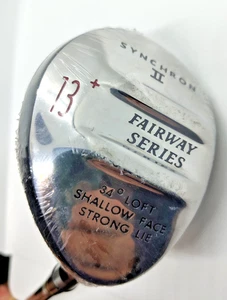 SYNCHRON
II
13+
FAIRWAY
SERIES
34° LOFT
SHALLOW FACE
STRONG LIE